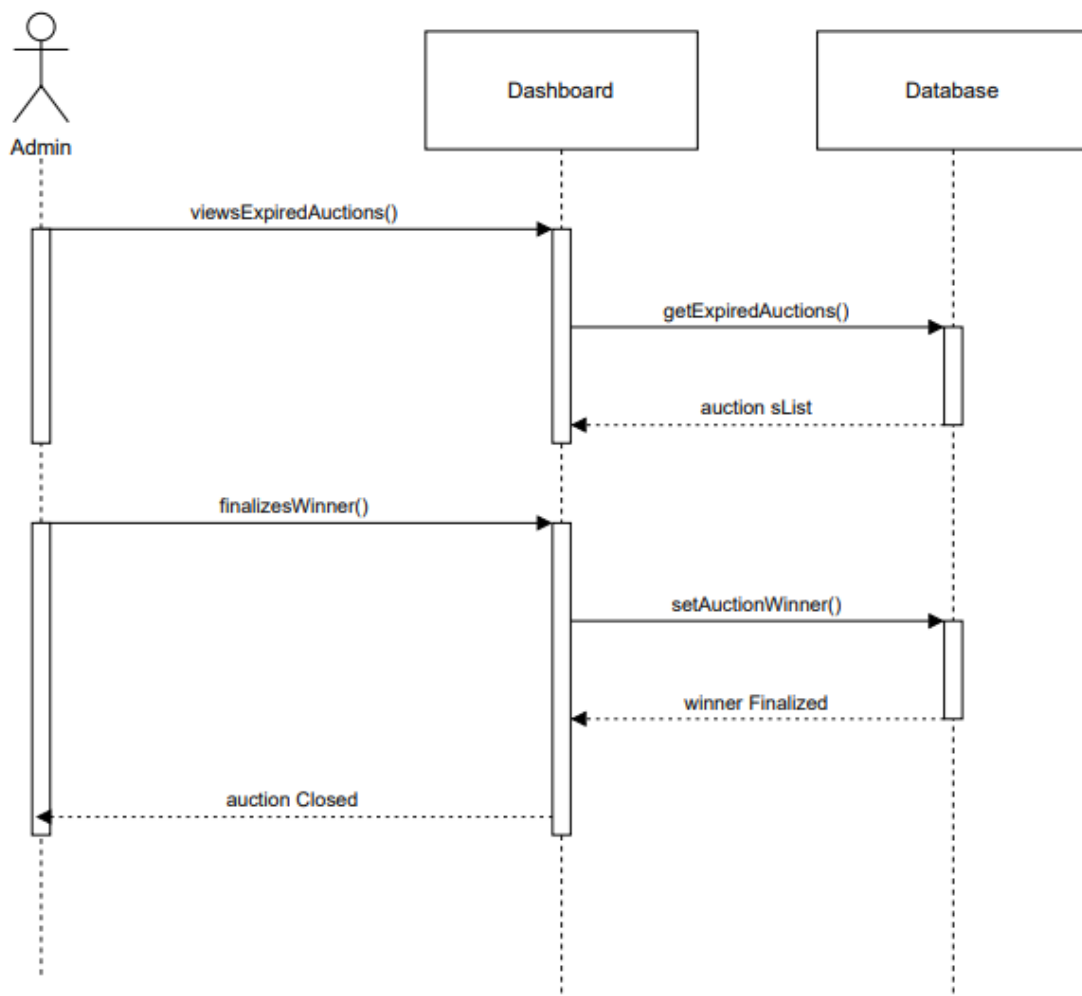 Admin
Dashboard
Database
viewsExpiredAuctions()
getExpiredAuctions()
auction sList
finalizesWinner()
setAuctionWinner()
winner Finalized
auction Closed